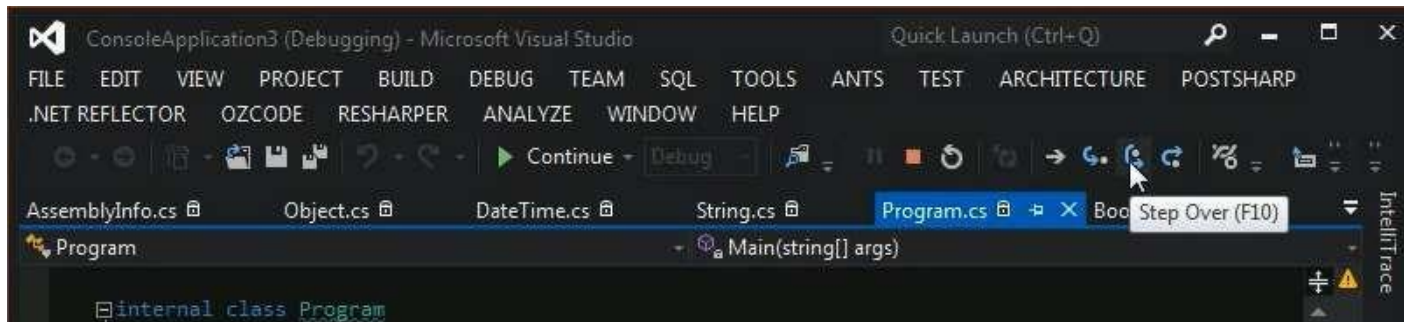 ConsoleApplication3 (Debugging) - Microsoft Visual Studio Quick Launch (Ctrl+Q)
FILE EDIT VIEW PROJECT BUILD DEBUG TEAM SQL TOOLS ANTS TEST ARCHITECTURE POSTSHARP
.NET REFLECTOR OZCODE RESHARPER ANALYZE WINDOW HELP
Continue Debug
AssemblyInfo.cs Object.cs DateTime.cs String.cs Program.cs Boo
Step Over (F10)
IntelliTrace
Program Main(string[] args)
internal class Program